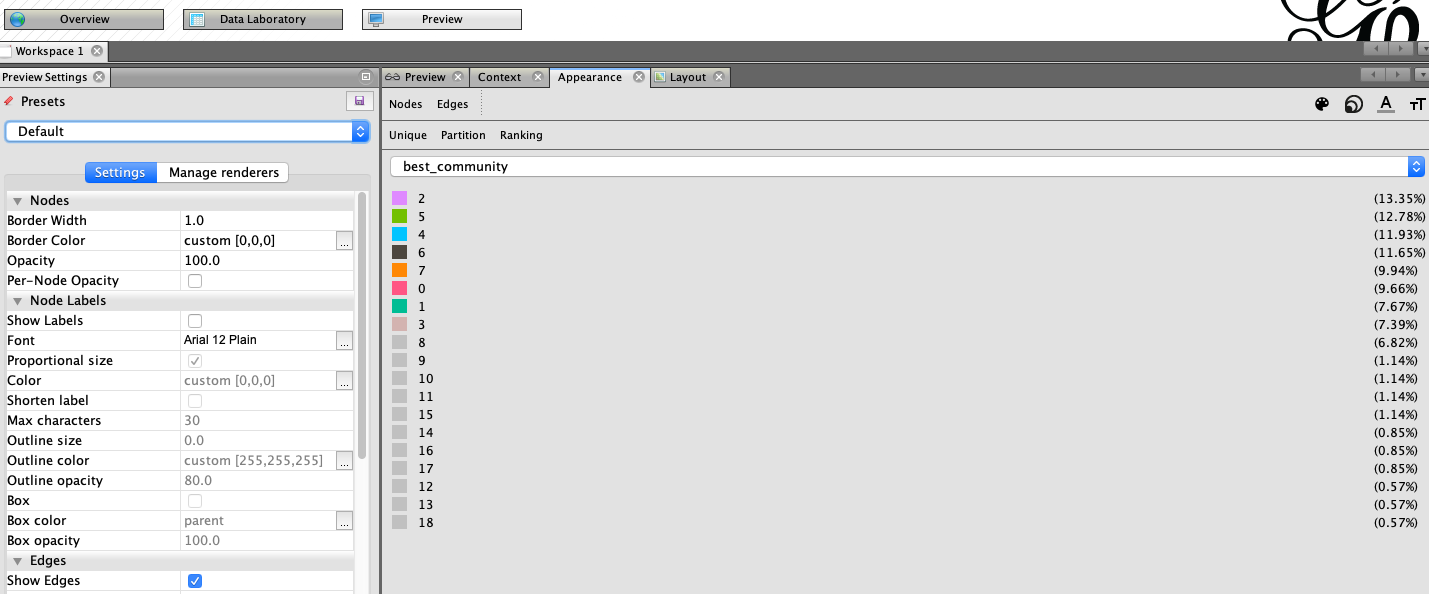 Overview
Data Laboratory
Preview
Workspace 1
Preview Settings
Presets
Default
Settings
Manage renderers
Nodes
Border Width 1.0
Border Color custom [0,0,0] ...
Opacity 100.0
Per-Node Opacity
Node Labels
Show Labels
Font Arial 12 Plain ...
Proportional size
Color custom [0,0,0] ...
Shorten label
Max characters 30
Outline size 0.0
Outline color custom [255,255,255] ...
Outline opacity 80.0
Box
Box color parent ...
Box opacity 100.0
Edges
Show Edges
Preview
Context
Appearance
Layout
Nodes Edges
A TT
Unique Partition Ranking
best_community
2 (13.35%)
5 (12.78%)
4 (11.93%)
6 (11.65%)
7 (9.94%)
0 (9.66%)
1 (7.67%)
3 (7.39%)
8 (6.82%)
9 (1.14%)
10 (1.14%)
11 (1.14%)
15 (1.14%)
14 (0.85%)
16 (0.85%)
17 (0.85%)
12 (0.57%)
13 (0.57%)
18 (0.57%)